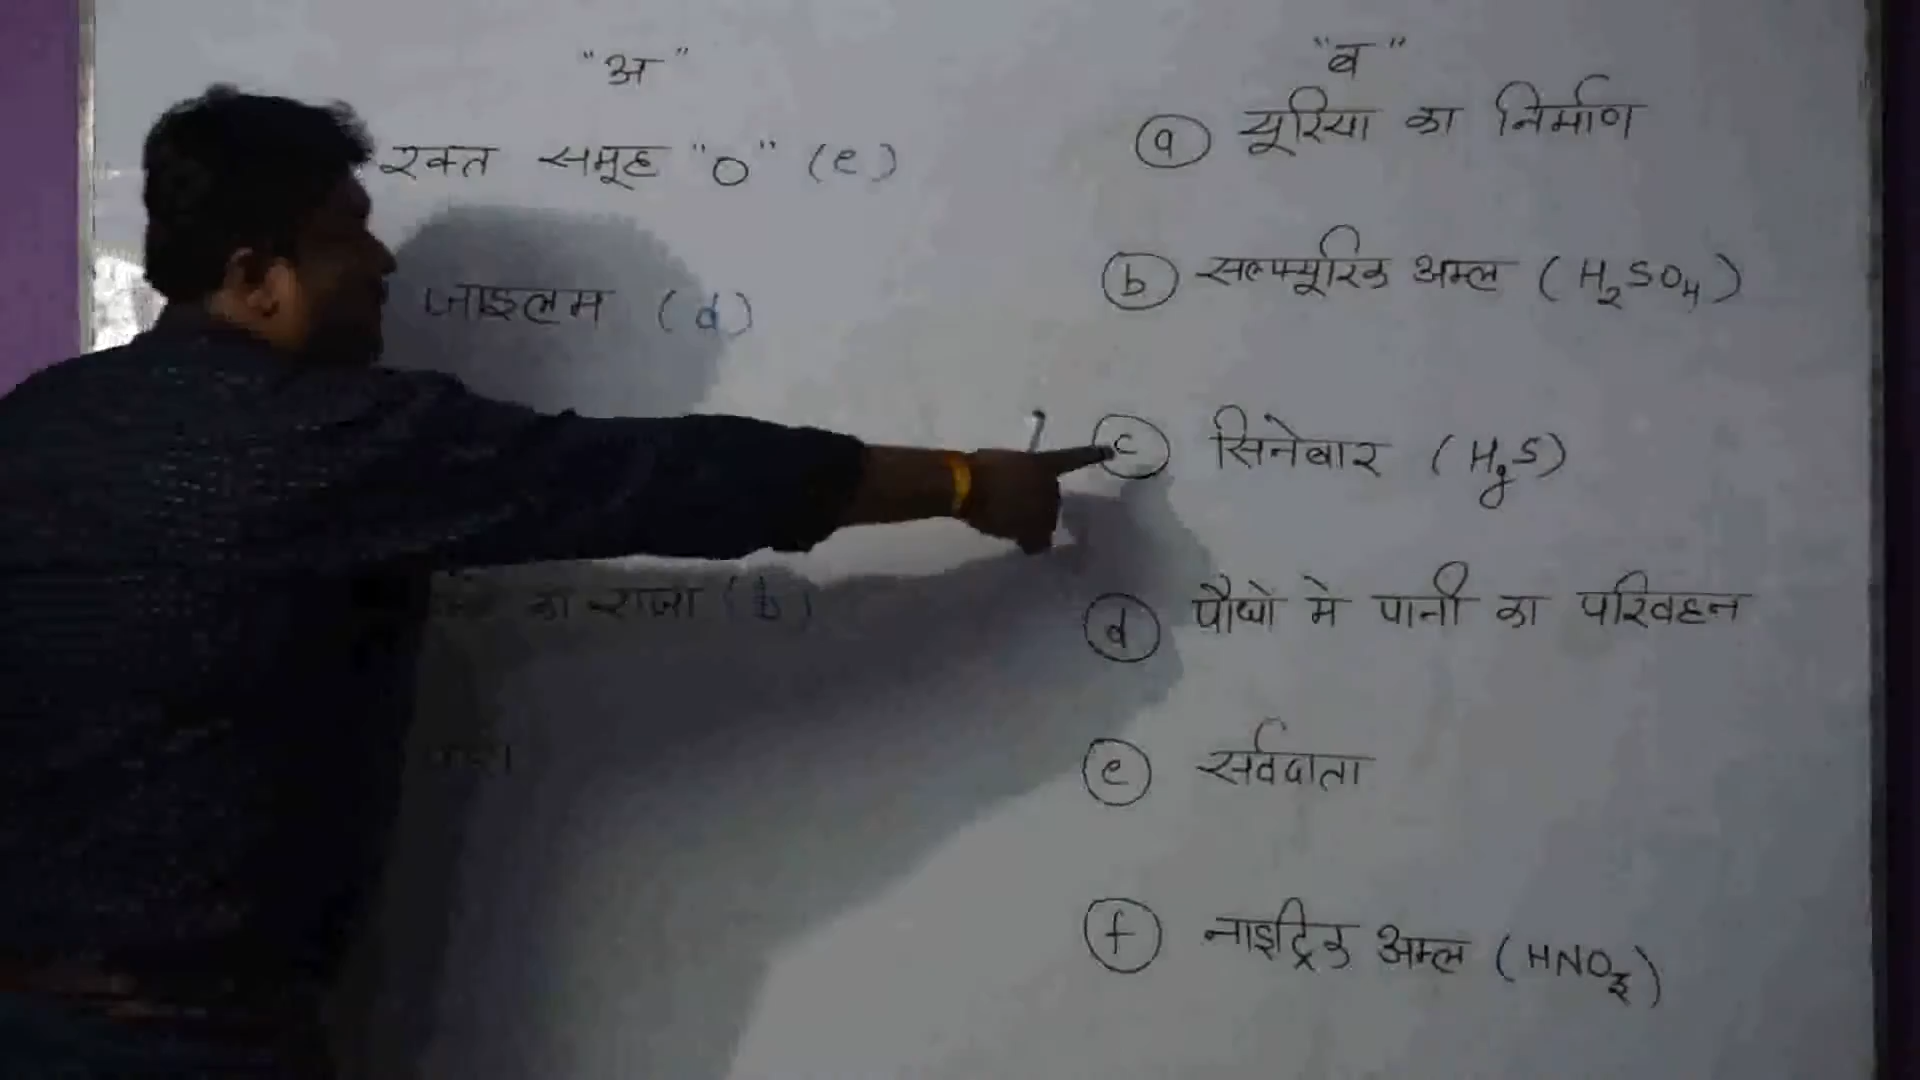 "अ"
रक्त समूह "O" (e)
जाइलम (d)
का राजा (b)
"ब"
(a) यूरिया का निर्माण
(b) सल्फ्यूरिक अम्ल (H₂SO₄)
(c) सिनेबार (HgS)
(d) पौधो मे पानी का परिवहन
(e) सर्वदाता
(f) नाइट्रिक अम्ल (HNO₃)